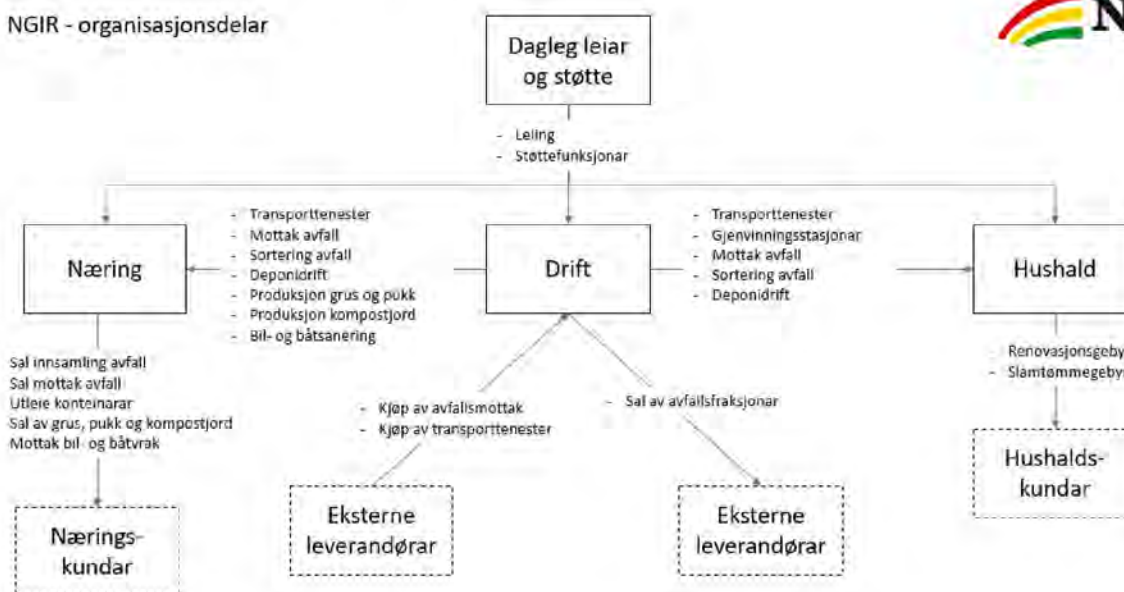 NGIR - organisasjonsdelar
N
Dagleg leiar
og støtte
- Leiing
- Støttefunksjonar
Næring
- Transporttenester
- Mottak avfall
- Sortering avfall
- Deponidrift
- Produksjon grus og pukk
- Produksjon kompostjord
- Bil- og båtsanering
Drift
- Transporttenester
- Gjenvinningsstasjonar
- Mottak avfall
- Sortering avfall
- Deponidrift
Hushald
Sal innsamling avfall
Sal mottak avfall
Utleie konteinarar
Sal av grus, pukk og kompostjord
Mottak bil- og båtvrak
- Kjøp av avfallsmottak
- Kjøp av transporttenester
- Sal av avfallsfraksjonar
- Renovasjonsgeby
- Slamtømmegeby
Nærings-
kundar
Eksterne
leverandørar
Eksterne
leverandørar
Hushalds-
kundar